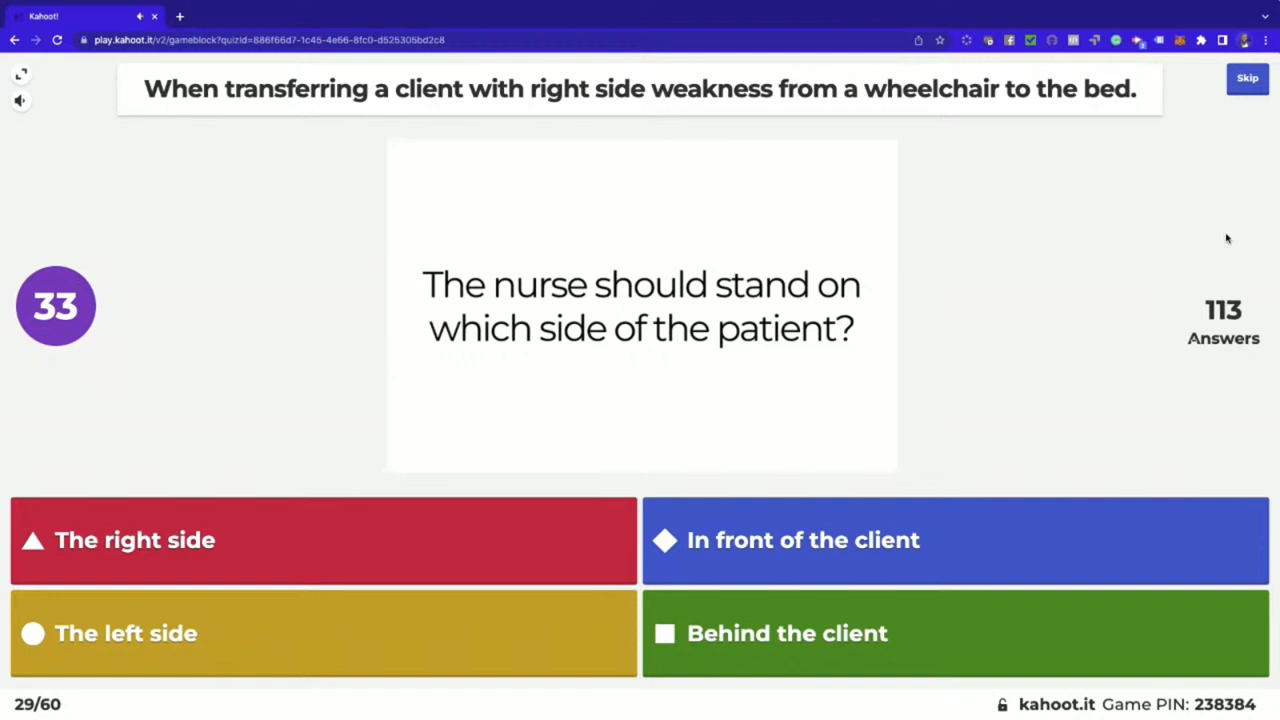 Kahoot!
play.kahoot.it/v2/gameblock?quizId=886f66d7-1c45-4e66-8fc0-d525305bd2c8
When transferring a client with right side weakness from a wheelchair to the bed.
Skip
The nurse should stand on
which side of the patient?
33
113
Answers
The right side
In front of the client
The left side
Behind the client
29/60
kahoot.it Game PIN: 238384